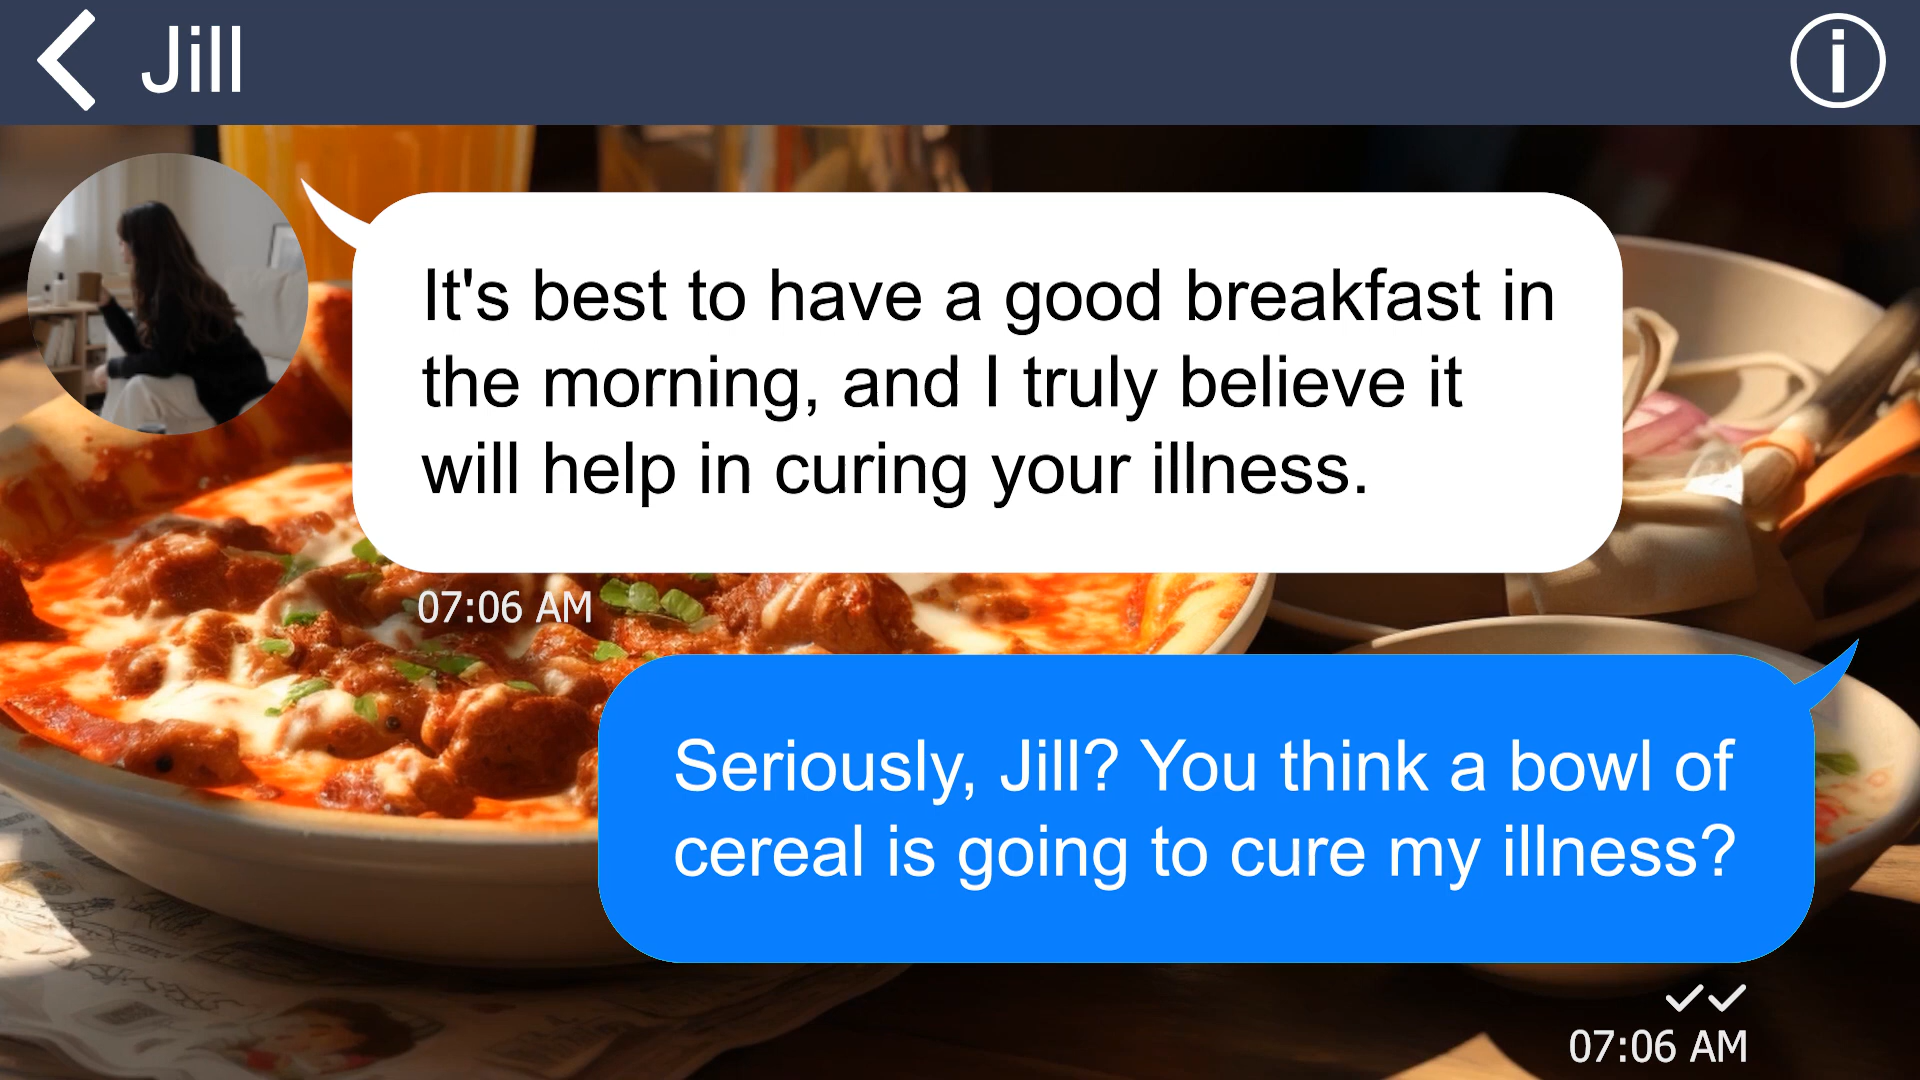 Jill
It's best to have a good breakfast in
the morning, and I truly believe it
will help in curing your illness.
07:06 AM
Seriously, Jill? You think a bowl of
cereal is going to cure my illness?
07:06 AM